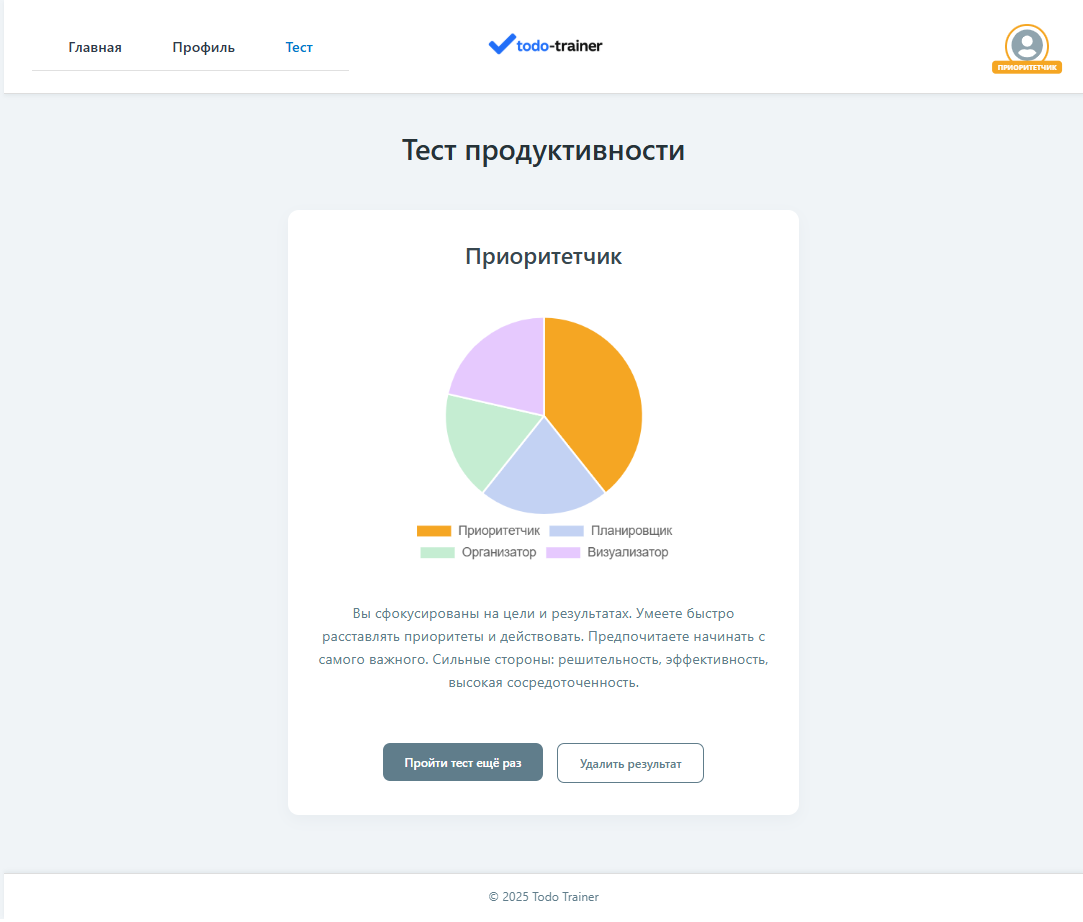 Главная Профиль Тест
todo-trainer
ПРИОРИТЕТЧИК
Тест продуктивности
Приоритетчик
Приоритетчик Планировщик
Организатор Визуализатор
Вы сфокусированы на цели и результатах. Умеете быстро
расставлять приоритеты и действовать. Предпочитаете начинать с
самого важного. Сильные стороны: решительность, эффективность,
высокая сосредоточенность.
Пройти тест ещё раз Удалить результат
© 2025 Todo Trainer